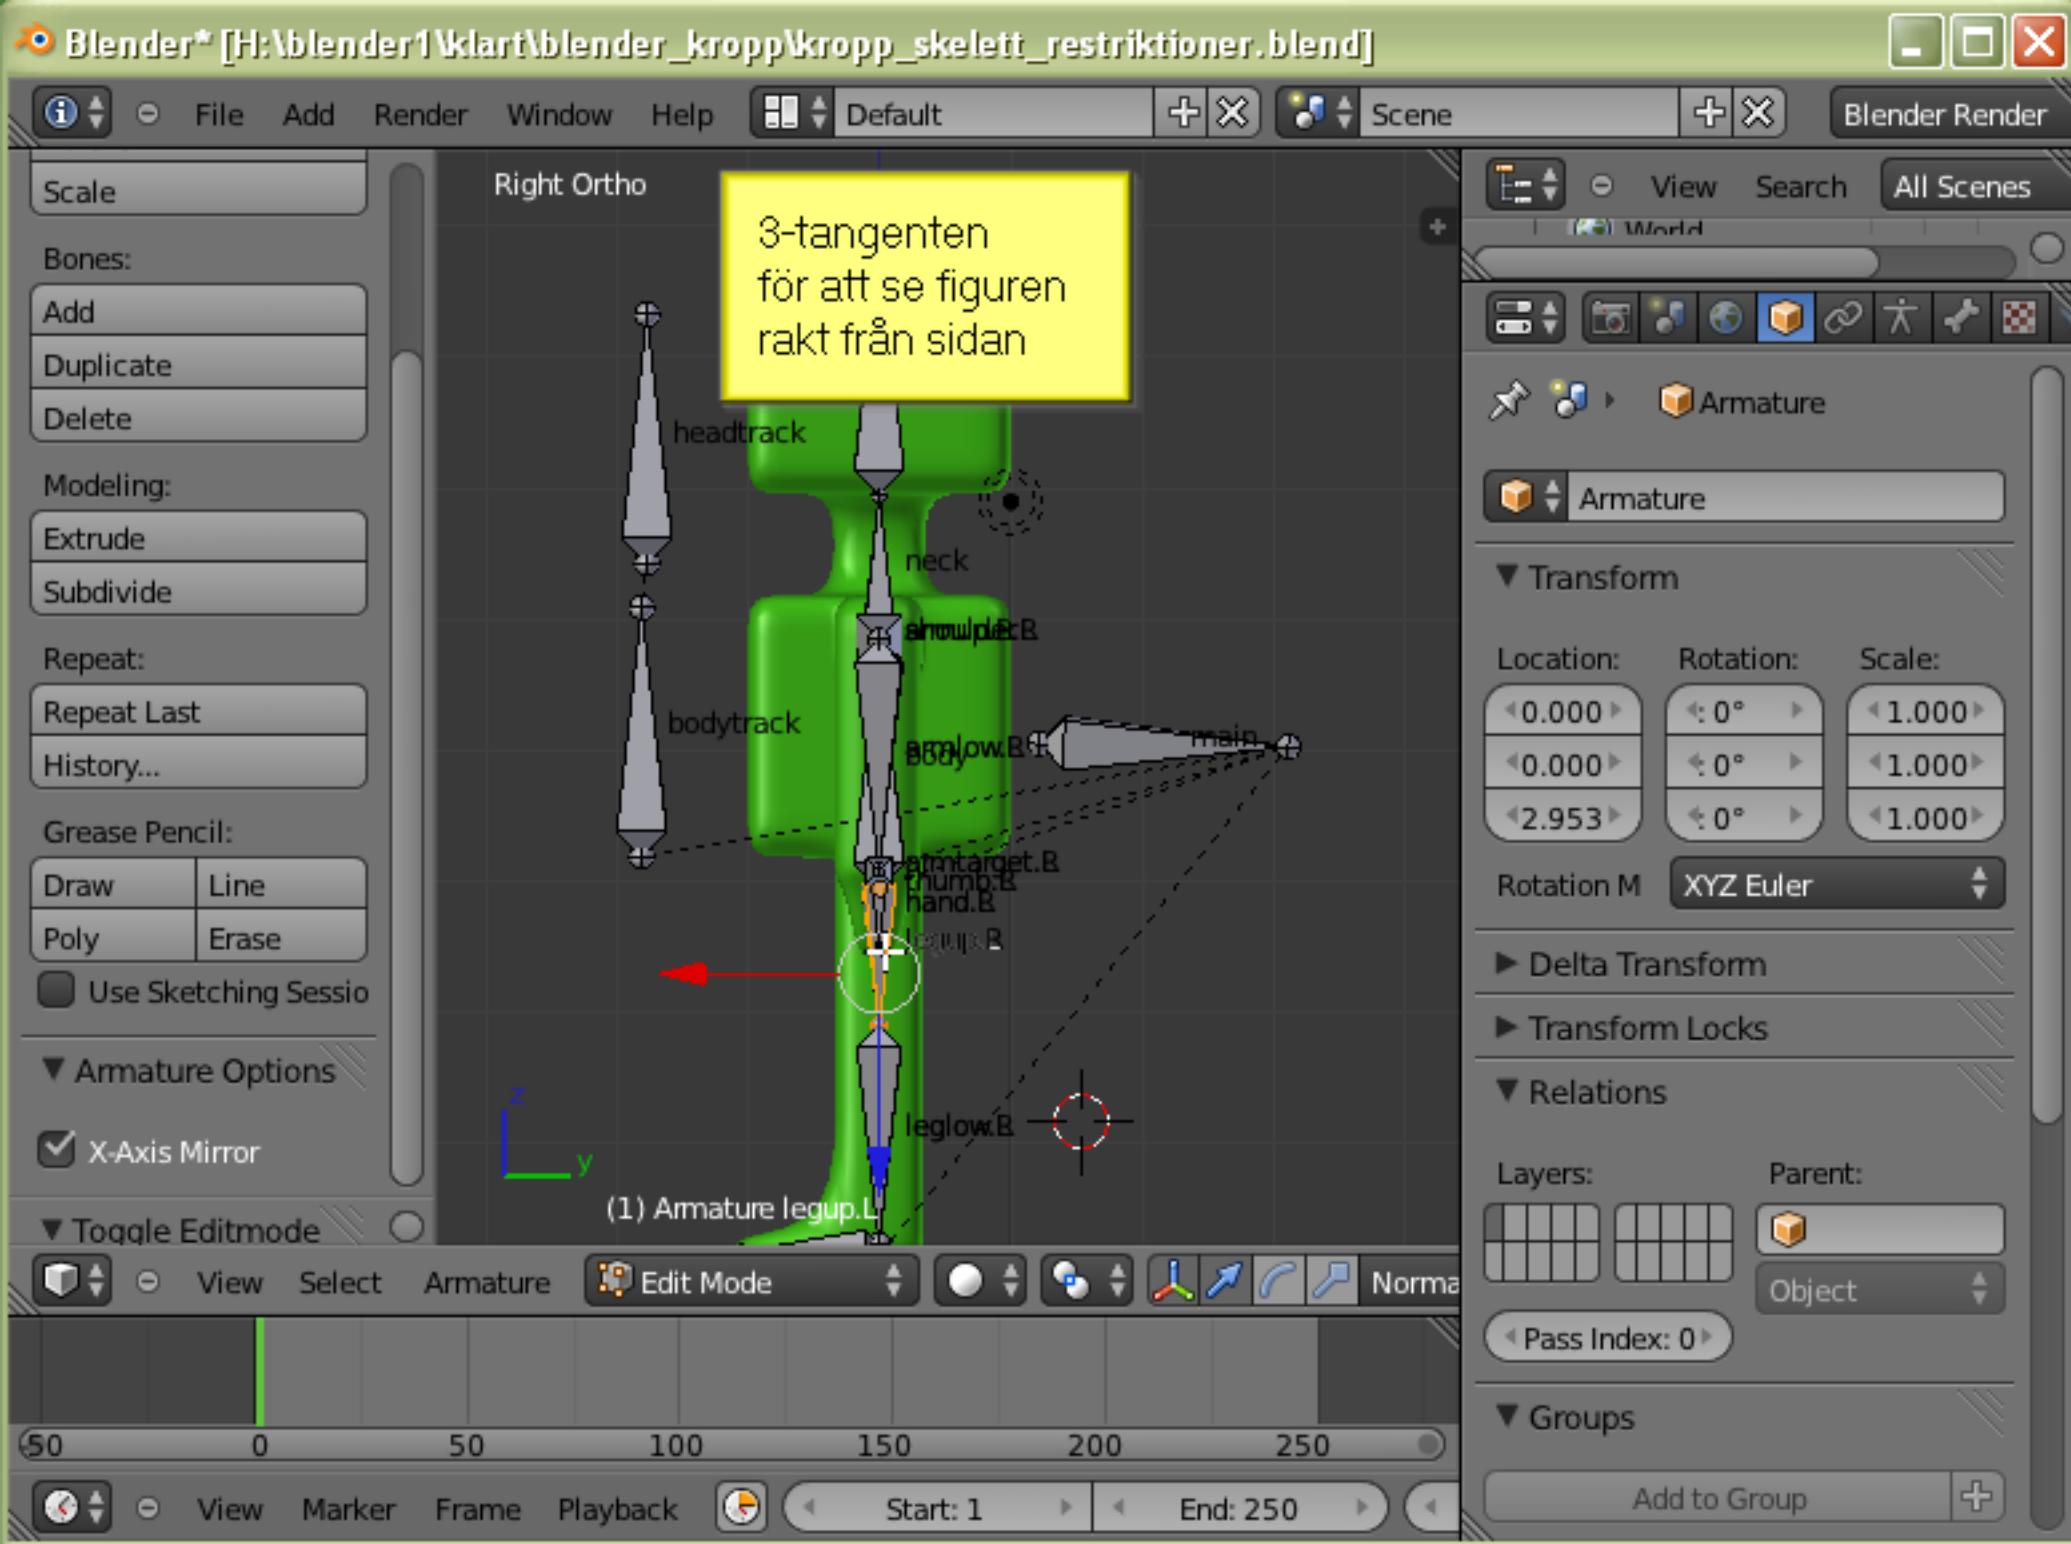 Blender* [H:\blender1\klart\blender_kropp\kropp_skelett_restriktioner.blend]
File Add Render Window Help Default Scene Blender Render
Scale
Bones:
Add
Duplicate
Delete
Modeling:
Extrude
Subdivide
Repeat:
Repeat Last
History...
Grease Pencil:
Draw Line
Poly Erase
Use Sketching Sessio
Armature Options
X-Axis Mirror
Toggle Editmode
Right Ortho
3-tangenten
för att se figuren
rakt från sidan
headtrack
neck
bodytrack
armlow.R
body
main
armtarget.R
thumb.R
hand.R
legup.R
leglow.R
z
y
(1) Armature legup.L
View Select Armature Edit Mode Norma
-50 0 50 100 150 200 250
View Marker Frame Playback Start: 1 End: 250
View Search All Scenes
World
Armature
Armature
Transform
Location: Rotation: Scale:
0.000 : 0° 1.000
0.000 : 0° 1.000
2.953 : 0° 1.000
Rotation M XYZ Euler
Delta Transform
Transform Locks
Relations
Layers: Parent:
Object
Pass Index: 0
Groups
Add to Group